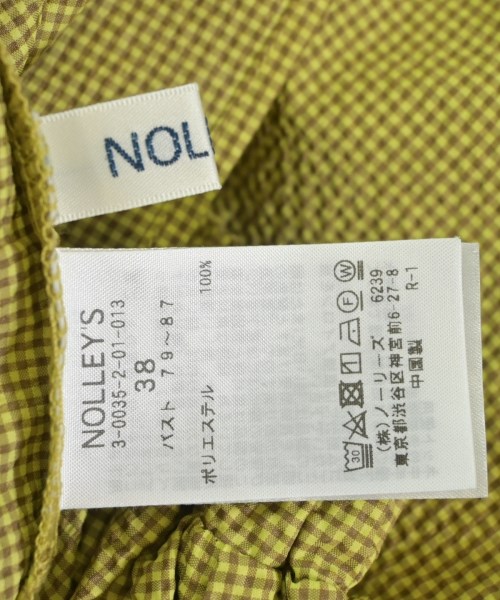 NOL
NOLLEY'S
3-0035-2-01-013
38
バスト 79～87
ポリエステル 100%
30 F W
6239
(株)ノーリーズ
東京都渋谷区神宮前6-27-8
中国製 R-1